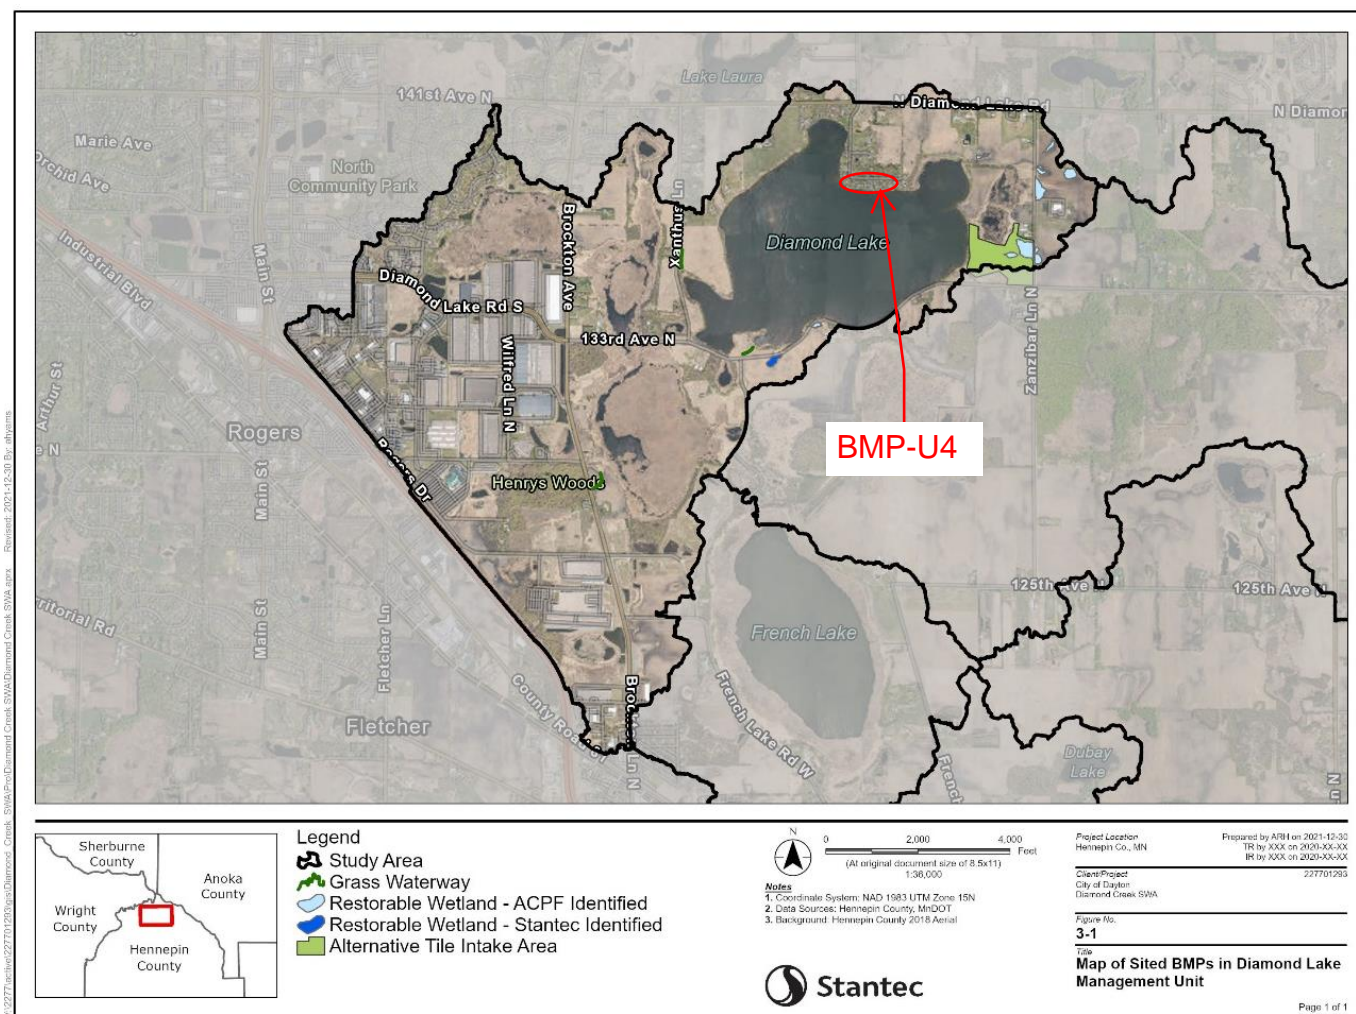 Lake Laura
141st Ave N
N Diamond Lake Rd
N Diamon
Marie Ave
Orchid Ave
North
Community Park
Xanthus Ln
Brockton Ave
Diamond Lake
Industrial Blvd
Main St
Diamond Lake Rd S
133rd Ave N
Zanzibar Ln N
Wilfred Ln N
Arthur St
BMP-U4
Rogers
e N
Rogers Dr
Main St
Henrys Woods
125th Ave N
125th Ave N
Territorial Rd
Main St
Fletcher Ln
French Lake
Fletcher
County Road
Ln N
French Lake Rd W
French
Dubay
Lake
Sherburne
County
Anoka
County
Wright
County
Hennepin
County
Legend
Study Area
Grass Waterway
Restorable Wetland - ACPF Identified
Restorable Wetland - Stantec Identified
Alternative Tile Intake Area
N
0 2,000 4,000
Feet
(At original document size of 8.5x11)
1:36,000
Notes
1. Coordinate System: NAD 1983 UTM Zone 15N
2. Data Sources: Hennepin County, MnDOT
3. Background: Hennepin County 2018 Aerial
Stantec
Project Location
Hennepin Co., MN
Prepared by ARH on 2021-12-30
TR by XXX on 2020-XX-XX
IR by XXX on 2020-XX-XX
Client/Project
227701293
City of Dayton
Diamond Creek SWA
Figure No.
3-1
Title
Map of Sited BMPs in Diamond Lake
Management Unit
Page 1 of 1
Revised: 2021-12-30 By: ahyams